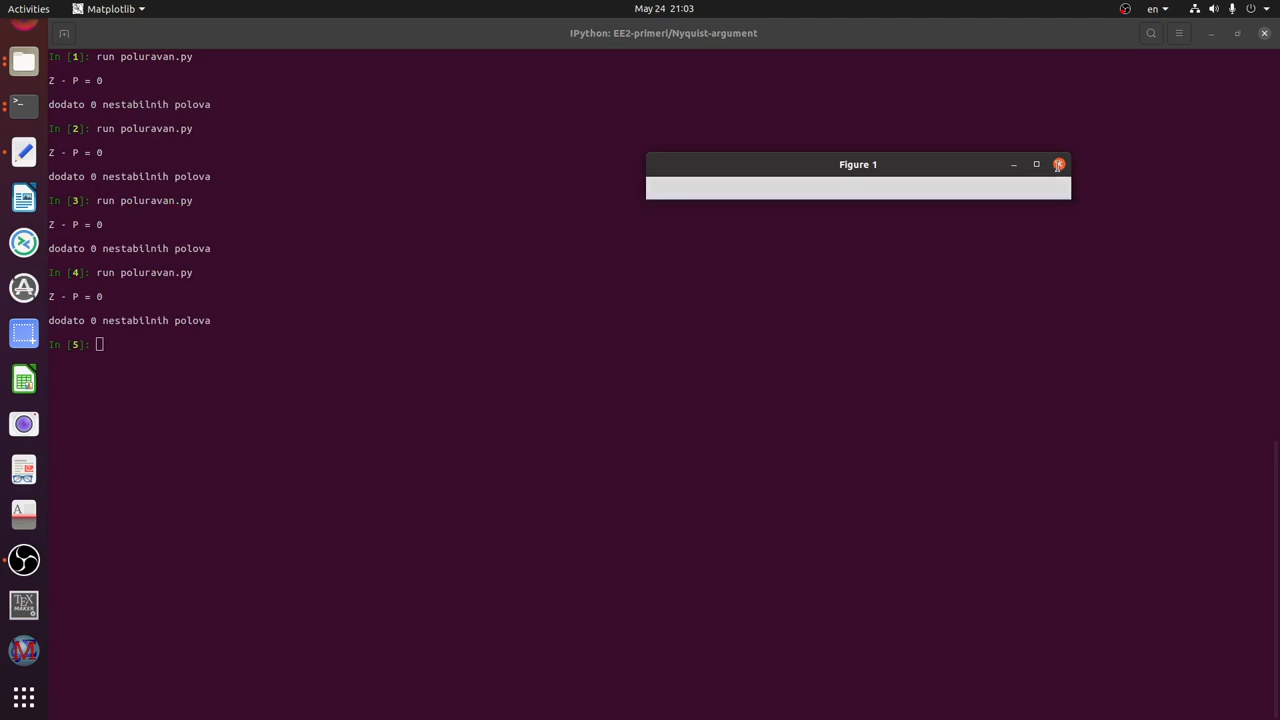 Activities
Matplotlib
May 24 21:03
en
IPython: EE2-primeri/Nyquist-argument
In [1]: run poluravan.py
Z - P = 0
dodato 0 nestabilnih polova
In [2]: run poluravan.py
Z - P = 0
dodato 0 nestabilnih polova
In [3]: run poluravan.py
Z - P = 0
dodato 0 nestabilnih polova
In [4]: run poluravan.py
Z - P = 0
dodato 0 nestabilnih polova
In [5]:
Figure 1
TEX
MAKER